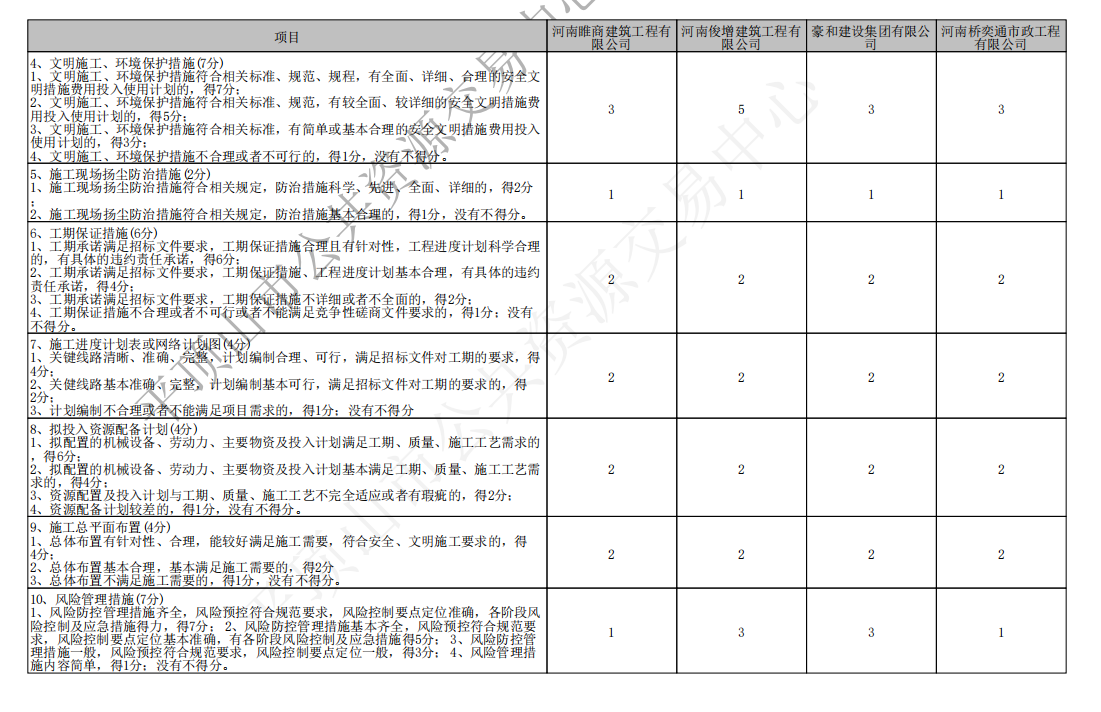 项目
河南睢商建筑工程有
限公司
河南俊增建筑工程有
限公司
豪和建设集团有限公
司
河南桥奕通市政工程
有限公司
4、文明施工、环境保护措施(7分)
1、文明施工、环境保护措施符合相关标准、规范、规程，有全面、详细、合理的安全文
明措施费用投入使用计划的，得7分；
2、文明施工、环境保护措施符合相关标准、规范，有较全面、较详细的安全文明措施费
用投入使用计划的，得5分；
3、文明施工、环境保护措施符合相关标准，有简单或基本合理的安全文明措施费用投入
使用计划的，得3分；
4、文明施工、环境保护措施不合理或者不可行的，得1分，没有不得分。
3
5
3
3
5、施工现场扬尘防治措施(2分)
1、施工现场扬尘防治措施符合相关规定，防治措施科学、先进、全面、详细的，得2分
；
2、施工现场扬尘防治措施符合相关规定，防治措施基本合理的，得1分，没有不得分。
1
1
1
1
6、工期保证措施(6分)
1、工期承诺满足招标文件要求，工期保证措施合理且有针对性，工程进度计划科学合理
的，有具体的违约责任承诺，得6分；
2、工期承诺满足招标文件要求，工期保证措施、工程进度计划基本合理，有具体的违约
责任承诺，得4分；
3、工期承诺满足招标文件要求，工期保证措施不详细或者不全面的，得2分；
4、工期保证措施不合理或者不可行或者不能满足竞争性磋商文件要求的，得1分；没有
不得分。
2
2
2
2
7、施工进度计划表或网络计划图(4分)
1、关键线路清晰、准确、完整，计划编制合理、可行，满足招标文件对工期的要求，得
4分；
2、关健线路基本准确、完整，计划编制基本可行，满足招标文件对工期的要求的，得
2分；
3、计划编制不合理或者不能满足项目需求的，得1分；没有不得分
2
2
2
2
8、拟投入资源配备计划(4分)
1、拟配置的机械设备、劳动力、主要物资及投入计划满足工期、质量、施工工艺需求的
，得6分；
2、拟配置的机械设备、劳动力、主要物资及投入计划基本满足工期、质量、施工工艺需
求的，得4分；
3、资源配置及投入计划与工期、质量、施工工艺不完全适应或者有瑕疵的，得2分；
4、资源配备计划较差的，得1分，没有不得分。
2
2
2
2
9、施工总平面布置(4分)
1、总体布置有针对性、合理，能较好满足施工需要，符合安全、文明施工要求的，得
4分；
2、总体布置基本合理，基本满足施工需要的，得2分
3、总体布置不满足施工需要的，得1分，没有不得分。
2
2
2
2
10、风险管理措施(7分)
1、风险防控管理措施齐全，风险预控符合规范要求，风险控制要点定位准确，各阶段风
险控制及应急措施得力，得7分； 2、风险防控管理措施基本齐全，风险预控符合规范要
求，风险控制要点定位基本准确，有各阶段风险控制及应急措施得5分； 3、风险防控管
理措施一般，风险预控符合规范要求，风险控制要点定位一般，得3分； 4、风险管理措
施内容简单，得1分；没有不得分。
1
3
3
1
平顶山市公共资源交易中心
平顶山市公共资源交易中心